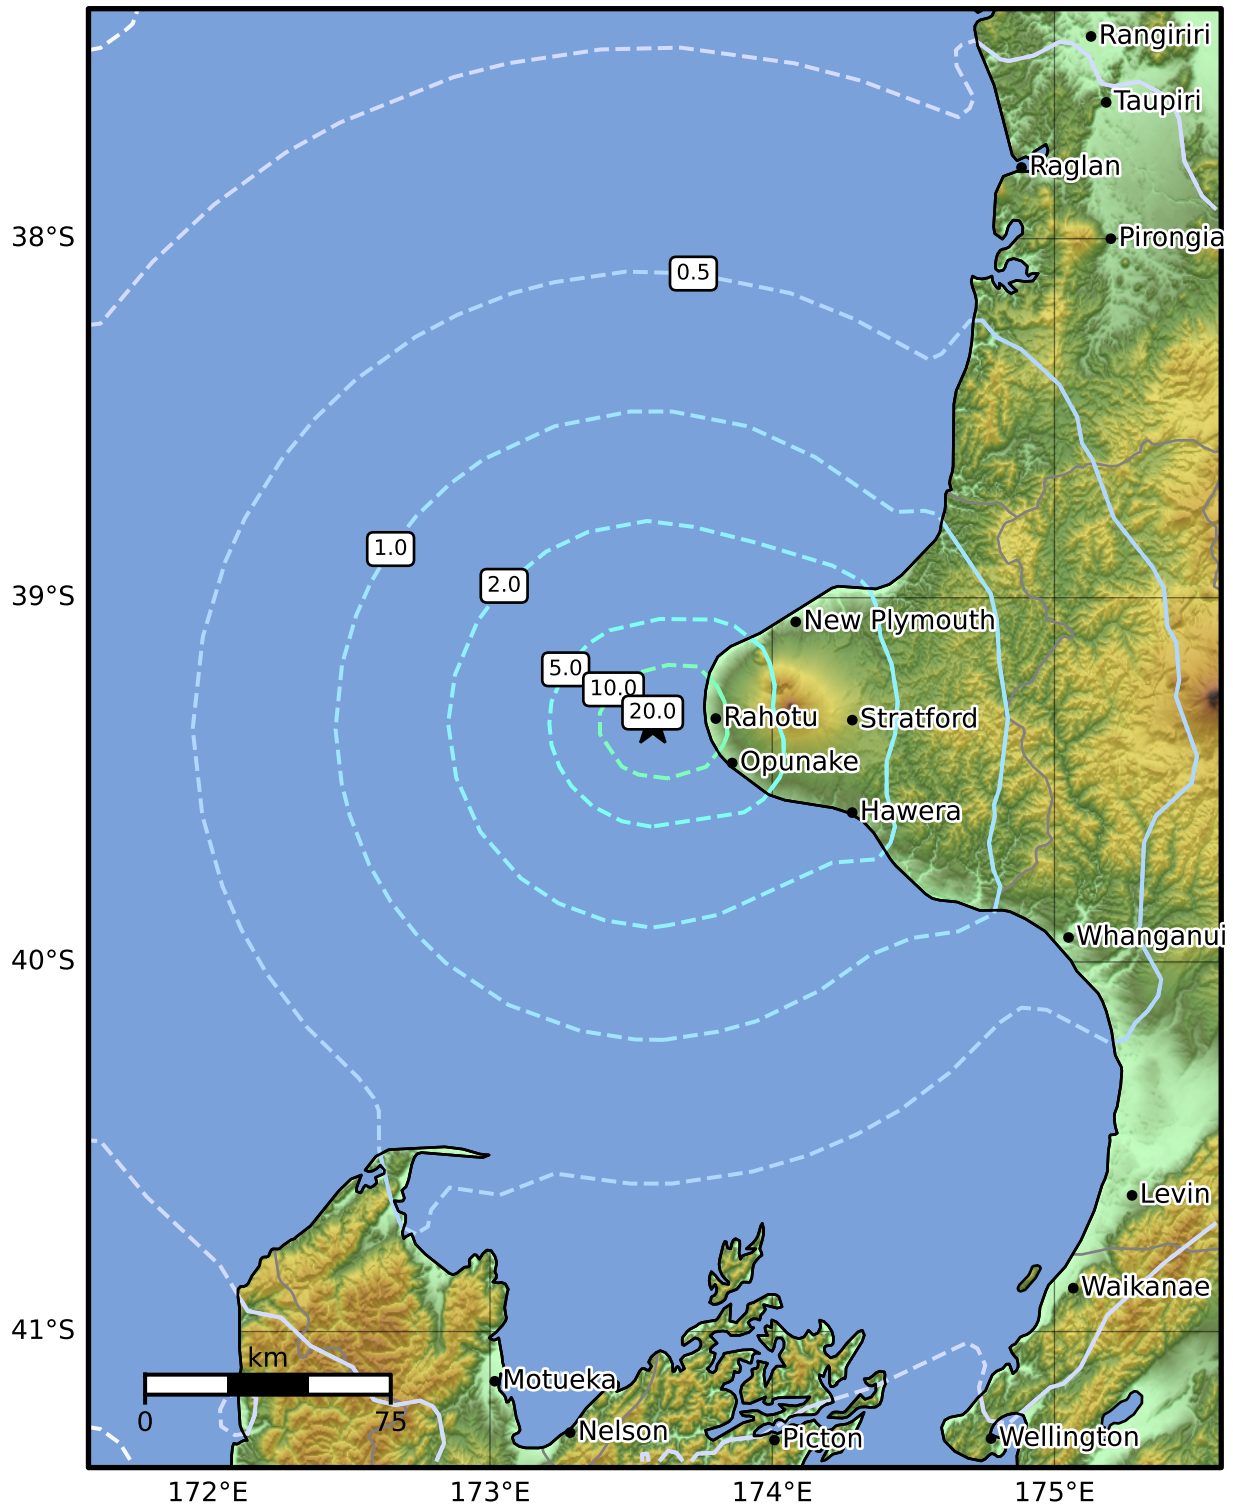 Rangiriri
Taupiri
Raglan
38°S
Pirongia
0.5
1.0
2.0
39°S
New Plymouth
5.0
10.0
20.0
Rahotu
Stratford
Opunake
Hawera
Whanganui
40°S
Levin
Waikanae
41°S
km
0
75
Motueka
Nelson
Picton
Wellington
172°E
173°E
174°E
175°E